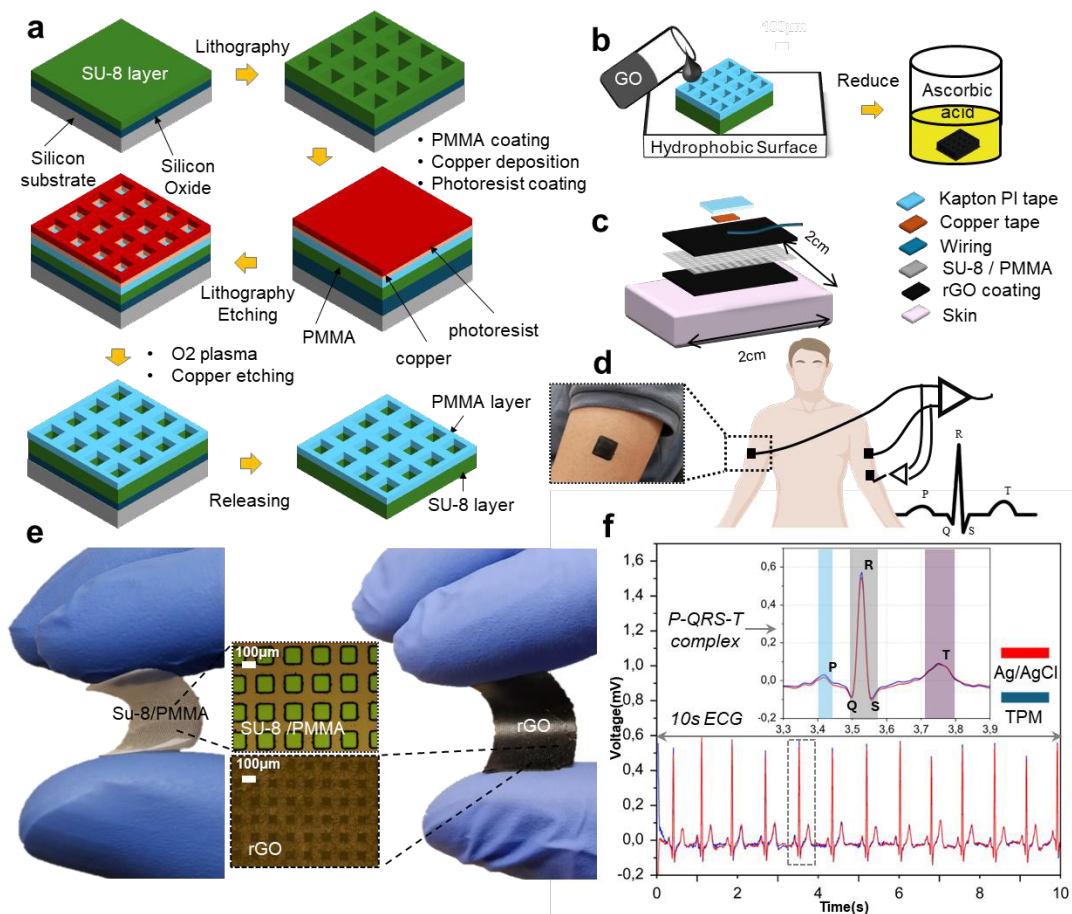 a
SU-8 layer
Lithography
Silicon
substrate
Silicon
Oxide
• PMMA coating
• Copper deposition
• Photoresist coating
Lithography
Etching
PMMA
copper
photoresist
• O2 plasma
• Copper etching
Releasing
PMMA layer
SU-8 layer
b
100μm
GO
Hydrophobic Surface
Reduce
Ascorbic
acid
c
2cm
2cm
Kapton PI tape
Copper tape
Wiring
SU-8 / PMMA
rGO coating
Skin
d
R
P
T
Q
S
e
Su-8/PMMA
100μm
SU-8 /PMMA
100μm
rGO
rGO
f
Voltage(mV)
1,6
1,4
1,2
1,0
0,8
0,6
0,4
0,2
0,0
-0,2
0
2
4
6
8
10
Time(s)
P-QRS-T
complex
10s ECG
0,6
0,4
0,2
0,0
-0,2
3,3
3,4
3,5
3,6
3,7
3,8
3,9
P
Q
R
S
T
Ag/AgCl
TPM